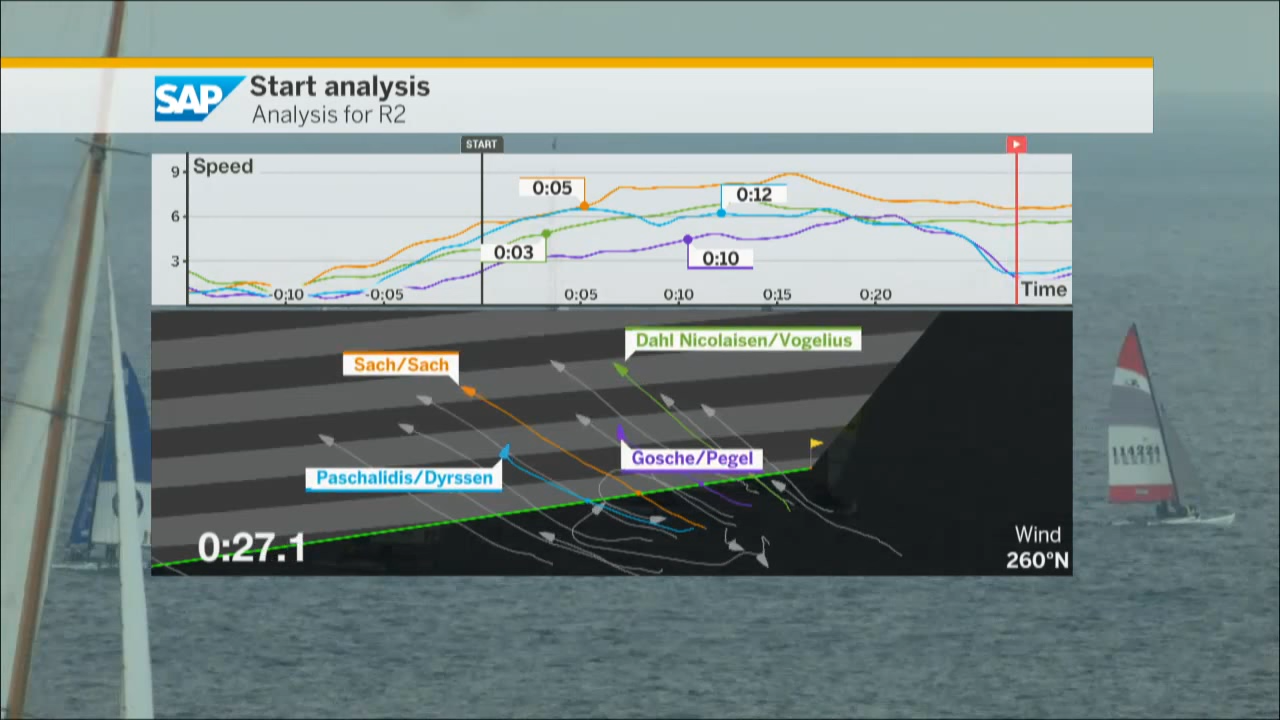 SAP
Start analysis
Analysis for R2
START
9
Speed
0:05
0:12
6
0:03
0:10
3
-0:10
-0:05
0:05
0:10
0:15
0:20
Time
Dahl Nicolaisen/Vogelius
Sach/Sach
Gosche/Pegel
Paschalidis/Dyrssen
0:27.1
Wind
260°N